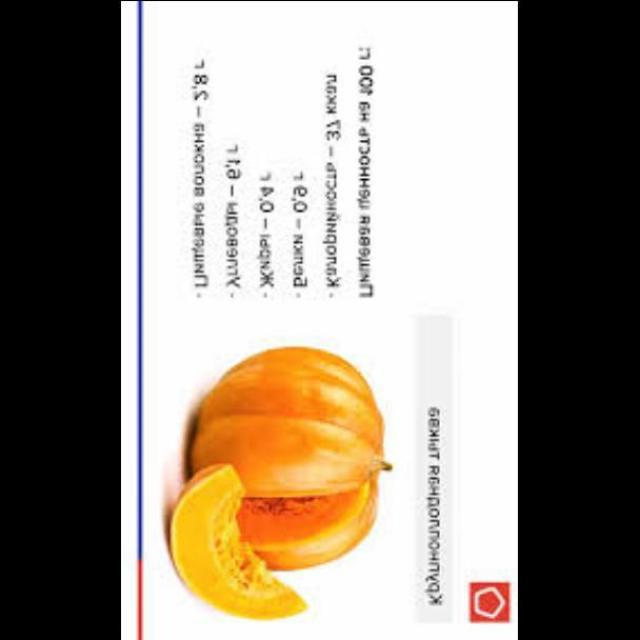 Крупноплодная тыква
Пищевая ценность на 100 г:
· Калорийность – 37 ккал
· Белки – 0,9 г
· Жиры – 0,4 г
· Углеводы – 6,1 г
· Пищевые волокна – 2,8 г